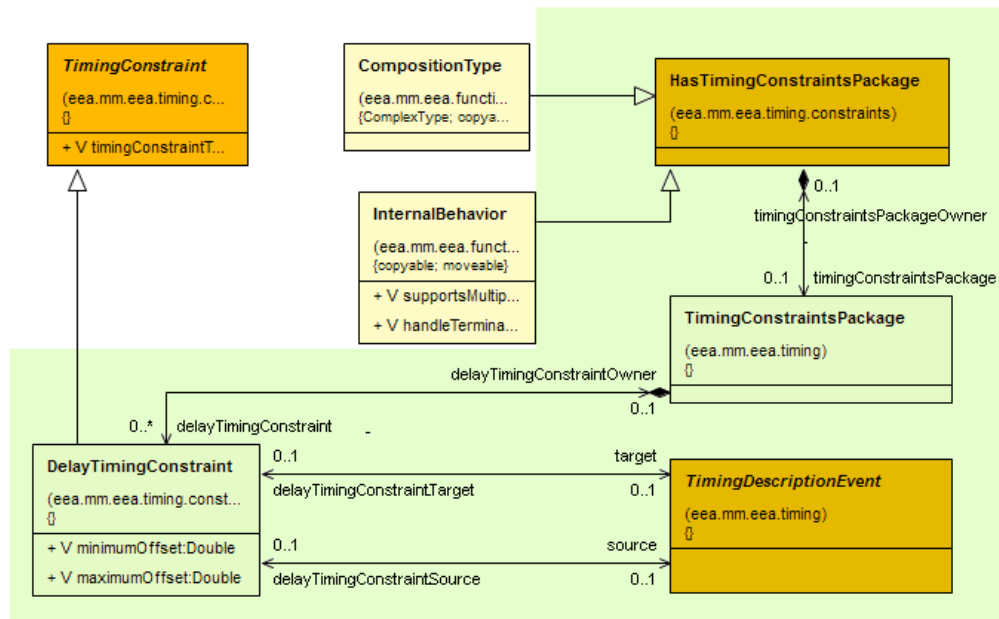 TimingConstraint
(eea.mm.eea.timing.c...
{}
+ V timingConstraintT...
CompositionType
(eea.mm.eea.functi...
{ComplexType; copya...
HasTimingConstraintsPackage
(eea.mm.eea.timing.constraints)
{}
InternalBehavior
(eea.mm.eea.funct...
{copyable; moveable}
+ V supportsMultip...
+ V handleTermina...
0..1
timingConstraintsPackageOwner
0..1 timingConstraintsPackage
TimingConstraintsPackage
(eea.mm.eea.timing)
{}
delayTimingConstraintOwner
0..1
0..* delayTimingConstraint
DelayTimingConstraint
(eea.mm.eea.timing.const...
{}
+ V minimumOffset:Double
+ V maximumOffset:Double
0..1 target
delayTimingConstraintTarget 0..1
0..1 source
delayTimingConstraintSource 0..1
TimingDescriptionEvent
(eea.mm.eea.timing)
{}